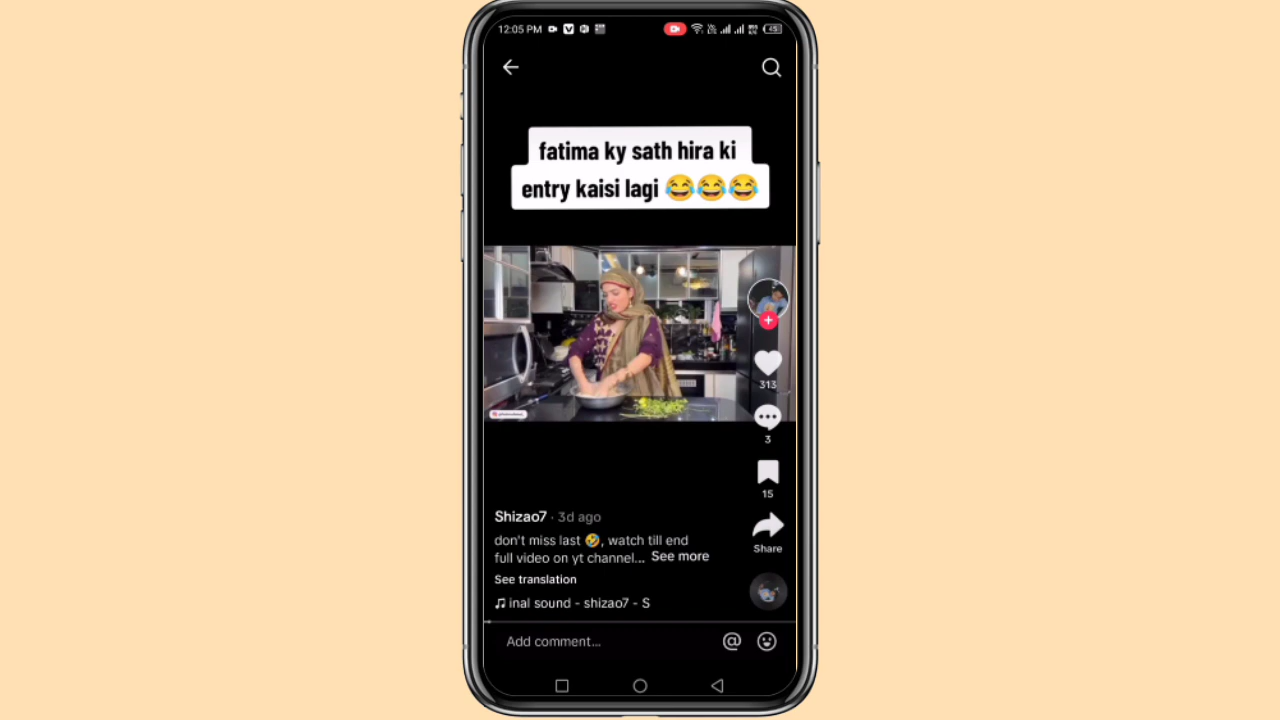 12:05 PM
45
fatima ky sath hira ki
entry kaisi lagi 😂😂😂
313
3
15
Share
Shizao7 · 3d ago
don't miss last 🤣, watch till end
full video on yt channel... See more
See translation
inal sound - shizao7 - S
Add comment...